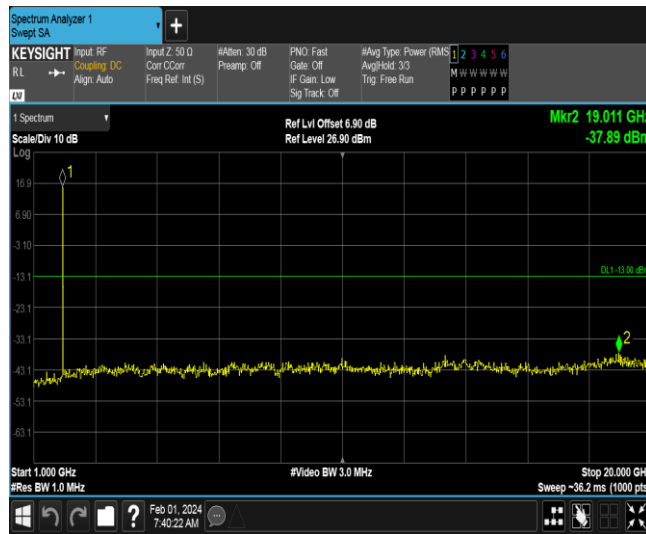 Spectrum Analyzer 1
Swept SA
+
KEYSIGHT
RL
LXI
Input: RF
Coupling: DC
Align: Auto
Input Z: 50 Ω
Corr CCorr
Freq Ref: Int (S)
#Atten: 30 dB
Preamp: Off
PNO: Fast
Gate: Off
IF Gain: Low
Sig Track: Off
#Avg Type: Power (RMS
Avg|Hold: 3/3
Trig: Free Run
1 2 3 4 5 6
M W W W W W
P P P P P P
1 Spectrum
Scale/Div 10 dB
Log
Ref Lvl Offset 6.90 dB
Ref Level 26.90 dBm
Mkr2 19.011 GHz
-37.89 dBm
1
16.9
6.90
-3.10
-13.1
DL1 -13.00 dBm
-23.1
-33.1
2
-43.1
-53.1
-63.1
Start 1.000 GHz
#Video BW 3.0 MHz
Stop 20.000 GHz
#Res BW 1.0 MHz
Sweep ~36.2 ms (1000 pts)
?
Feb 01, 2024
7:40:22 AM